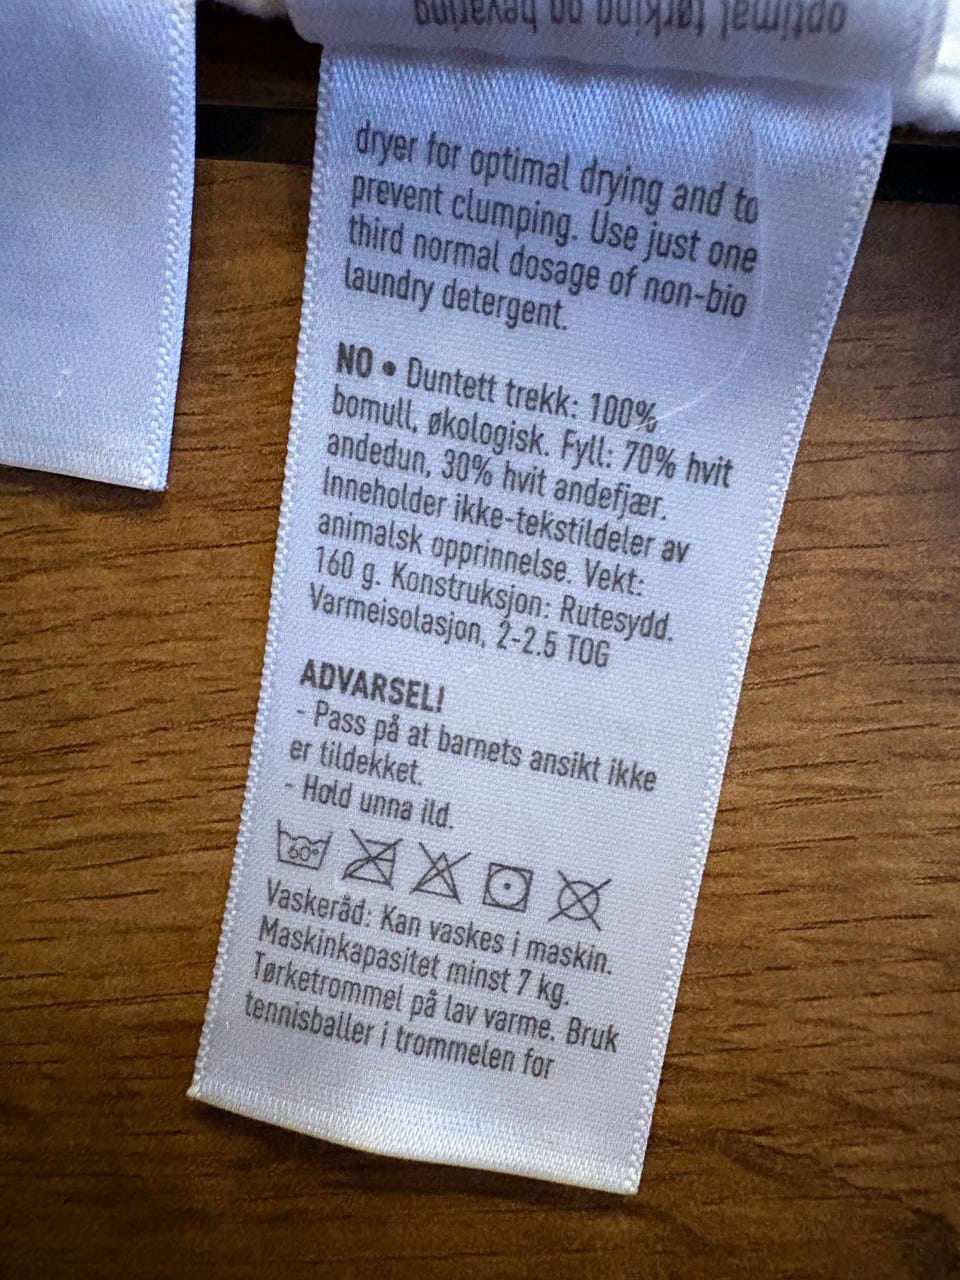 optimal tørking og bevaring
dryer for optimal drying and to
prevent clumping. Use just one
third normal dosage of non-bio
laundry detergent.
NO • Duntett trekk: 100%
bomull, økologisk. Fyll: 70% hvit
andedun, 30% hvit andefjær.
Inneholder ikke-tekstildeler av
animalsk opprinnelse. Vekt:
160 g. Konstruksjon: Rutesydd.
Varmeisolasjon, 2-2.5 TOG
ADVARSEL!
- Pass på at barnets ansikt ikke
er tildekket.
- Hold unna ild.
60°
Vaskeråd: Kan vaskes i maskin.
Maskinkapasitet minst 7 kg.
Tørketrommel på lav varme. Bruk
tennisballer i trommelen for